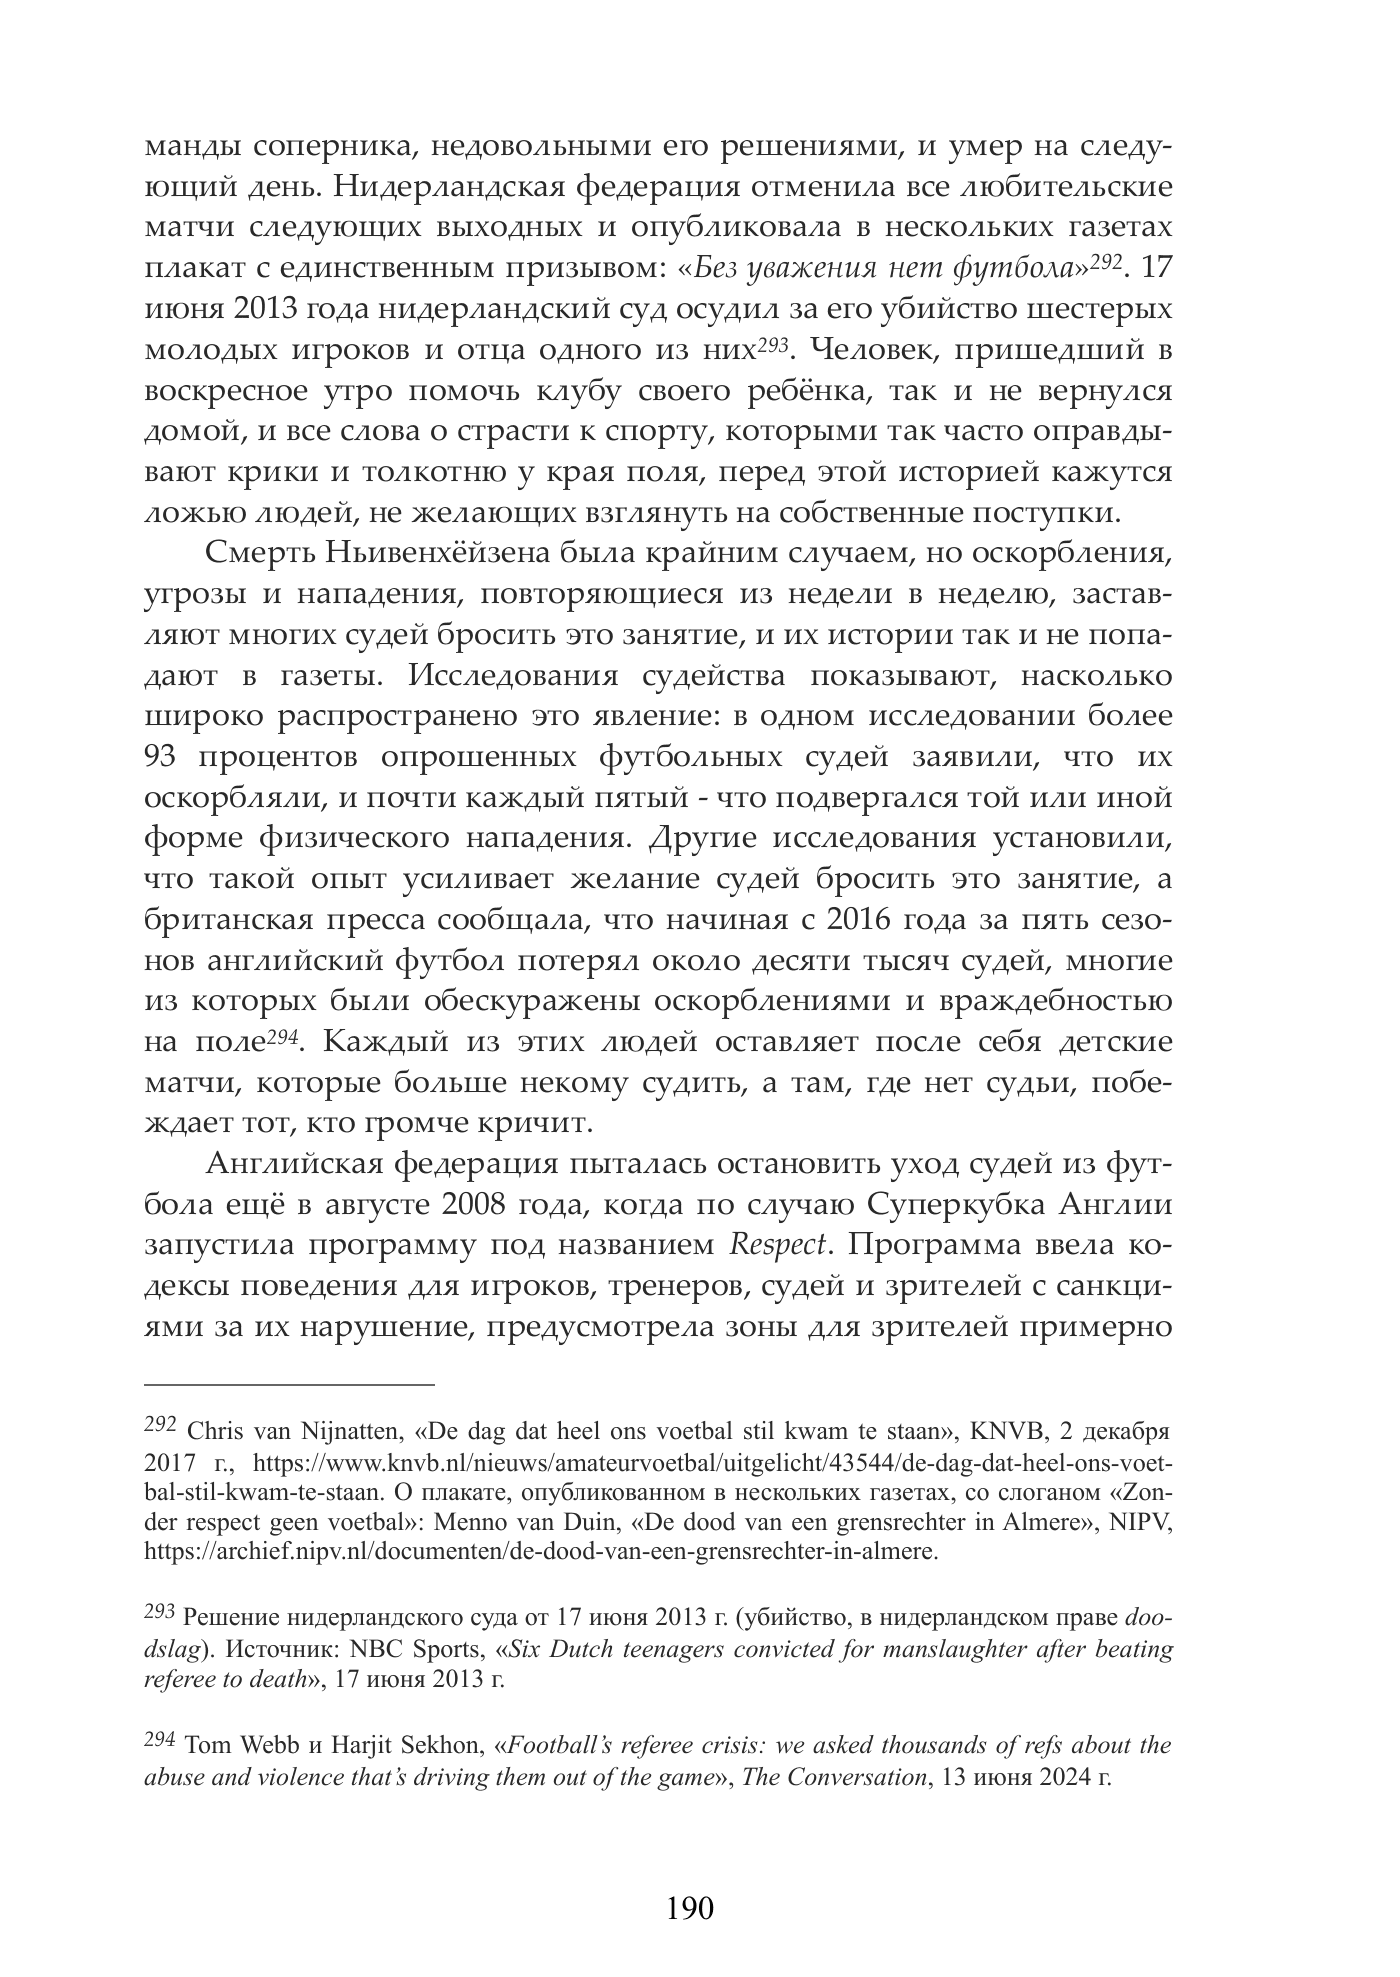 манды соперника, недовольными его решениями, и умер на следу-
ющий день. Нидерландская федерация отменила все любительские
матчи следующих выходных и опубликовала в нескольких газетах
плакат с единственным призывом: «Без уважения нет футбола»292. 17
июня 2013 года нидерландский суд осудил за его убийство шестерых
молодых игроков и отца одного из них293. Человек, пришедший в
воскресное утро помочь клубу своего ребёнка, так и не вернулся
домой, и все слова о страсти к спорту, которыми так часто оправды-
вают крики и толкотню у края поля, перед этой историей кажутся
ложью людей, не желающих взглянуть на собственные поступки.
Смерть Ньивенхёйзена была крайним случаем, но оскорбления,
угрозы и нападения, повторяющиеся из недели в неделю, застав-
ляют многих судей бросить это занятие, и их истории так и не попа-
дают в газеты. Исследования судейства показывают, насколько
широко распространено это явление: в одном исследовании более
93 процентов опрошенных футбольных судей заявили, что их
оскорбляли, и почти каждый пятый - что подвергался той или иной
форме физического нападения. Другие исследования установили,
что такой опыт усиливает желание судей бросить это занятие, а
британская пресса сообщала, что начиная с 2016 года за пять сезо-
нов английский футбол потерял около десяти тысяч судей, многие
из которых были обескуражены оскорблениями и враждебностью
на поле294. Каждый из этих людей оставляет после себя детские
матчи, которые больше некому судить, а там, где нет судьи, побе-
ждает тот, кто громче кричит.
Английская федерация пыталась остановить уход судей из фут-
бола ещё в августе 2008 года, когда по случаю Суперкубка Англии
запустила программу под названием Respect. Программа ввела ко-
дексы поведения для игроков, тренеров, судей и зрителей с санкци-
ями за их нарушение, предусмотрела зоны для зрителей примерно
292 Chris van Nijnatten, «De dag dat heel ons voetbal stil kwam te staan», KNVB, 2 декабря
2017 г., https://www.knvb.nl/nieuws/amateurvoetbal/uitgelicht/43544/de-dag-dat-heel-ons-voet-
bal-stil-kwam-te-staan. О плакате, опубликованном в нескольких газетах, со слоганом «Zon-
der respect geen voetbal»: Menno van Duin, «De dood van een grensrechter in Almere», NIPV,
https://archief.nipv.nl/documenten/de-dood-van-een-grensrechter-in-almere.
293 Решение нидерландского суда от 17 июня 2013 г. (убийство, в нидерландском праве doo-
dslag). Источник: NBC Sports, «Six Dutch teenagers convicted for manslaughter after beating
referee to death», 17 июня 2013 г.
294 Tom Webb и Harjit Sekhon, «Football’s referee crisis: we asked thousands of refs about the
abuse and violence that’s driving them out of the game», The Conversation, 13 июня 2024 г.
190